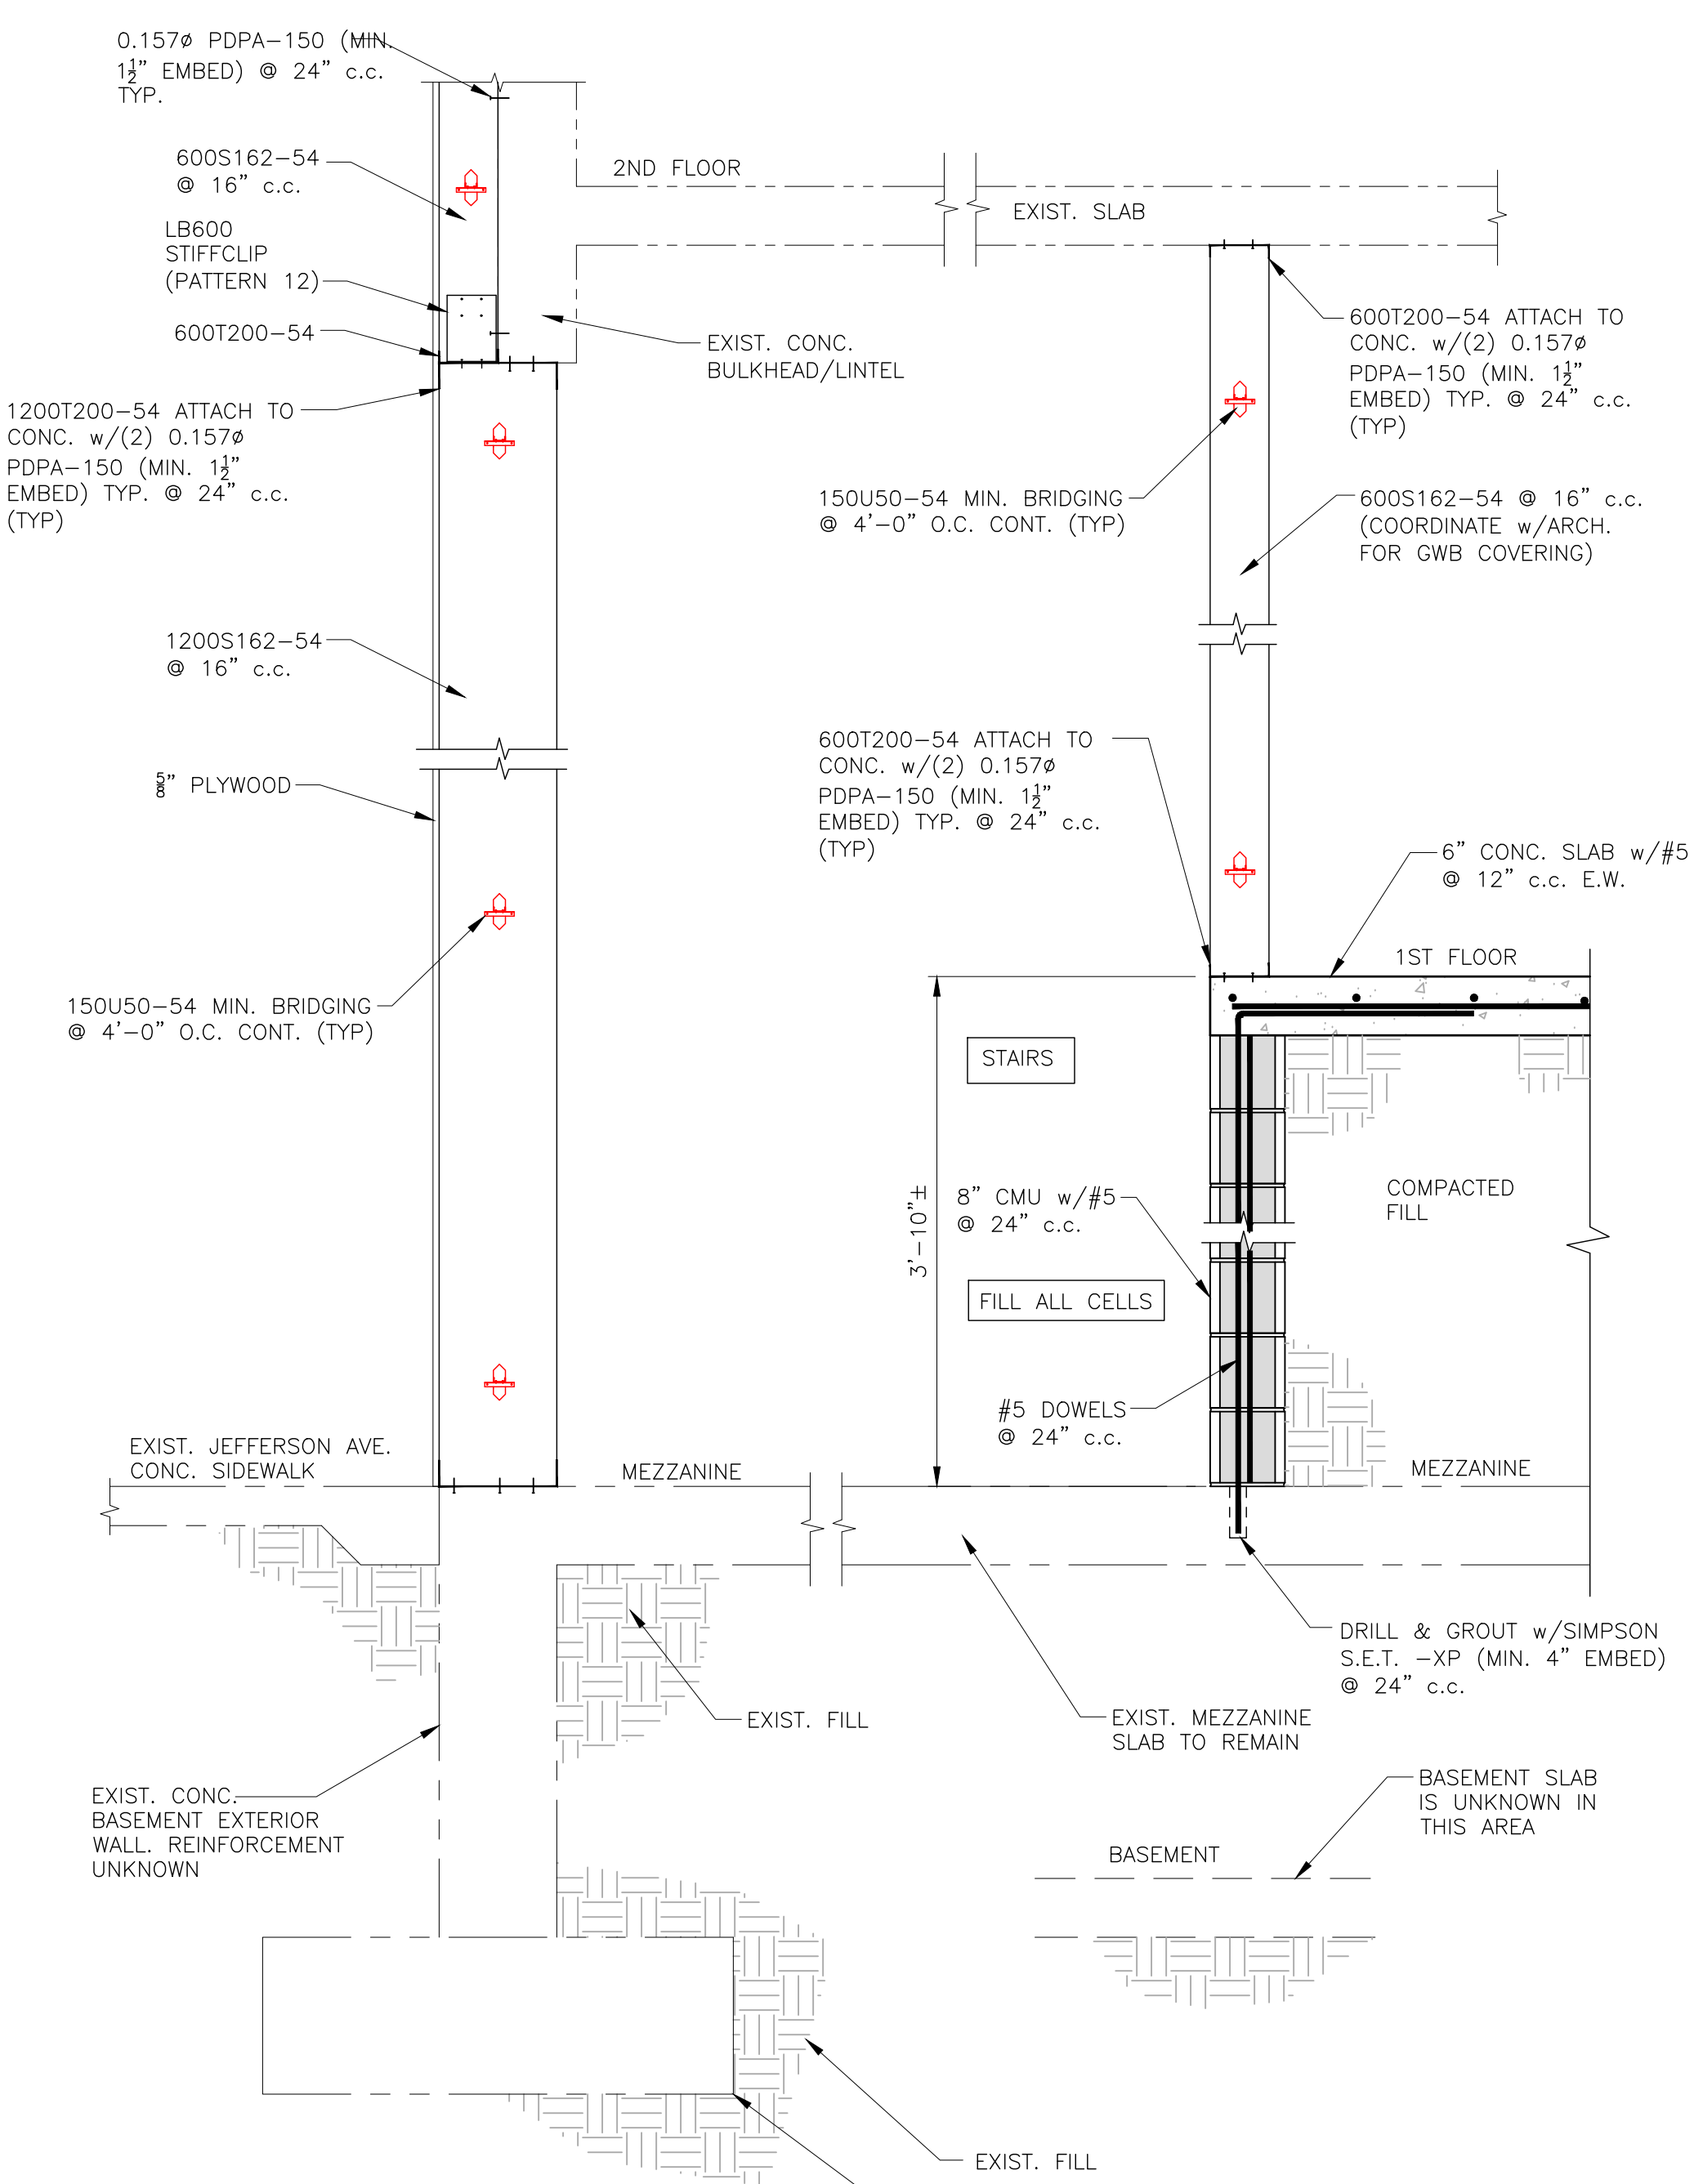 0.157ø PDPA-150 (MIN.
1½" EMBED) @ 24" c.c.
TYP.
600S162-54
@ 16" c.c.
LB600
STIFFCLIP
(PATTERN 12)
600T200-54
1200T200-54 ATTACH TO
CONC. w/(2) 0.157ø
PDPA-150 (MIN. 1½"
EMBED) TYP. @ 24" c.c.
(TYP)
1200S162-54
@ 16" c.c.
⅝" PLYWOOD
150U50-54 MIN. BRIDGING
@ 4'-0" O.C. CONT. (TYP)
2ND FLOOR
EXIST. SLAB
EXIST. CONC.
BULKHEAD/LINTEL
600T200-54 ATTACH TO
CONC. w/(2) 0.157ø
PDPA-150 (MIN. 1½"
EMBED) TYP. @ 24" c.c.
(TYP)
150U50-54 MIN. BRIDGING
@ 4'-0" O.C. CONT. (TYP)
600S162-54 @ 16" c.c.
(COORDINATE w/ARCH.
FOR GWB COVERING)
600T200-54 ATTACH TO
CONC. w/(2) 0.157ø
PDPA-150 (MIN. 1½"
EMBED) TYP. @ 24" c.c.
(TYP)
6" CONC. SLAB w/#5
@ 12" c.c. E.W.
1ST FLOOR
STAIRS
3'-10"±
8" CMU w/#5
@ 24" c.c.
COMPACTED
FILL
FILL ALL CELLS
#5 DOWELS
@ 24" c.c.
EXIST. JEFFERSON AVE.
CONC. SIDEWALK
MEZZANINE
MEZZANINE
DRILL & GROUT w/SIMPSON
S.E.T. -XP (MIN. 4" EMBED)
@ 24" c.c.
EXIST. FILL
EXIST. MEZZANINE
SLAB TO REMAIN
EXIST. CONC.
BASEMENT EXTERIOR
WALL. REINFORCEMENT
UNKNOWN
BASEMENT SLAB
IS UNKNOWN IN
THIS AREA
BASEMENT
EXIST. FILL